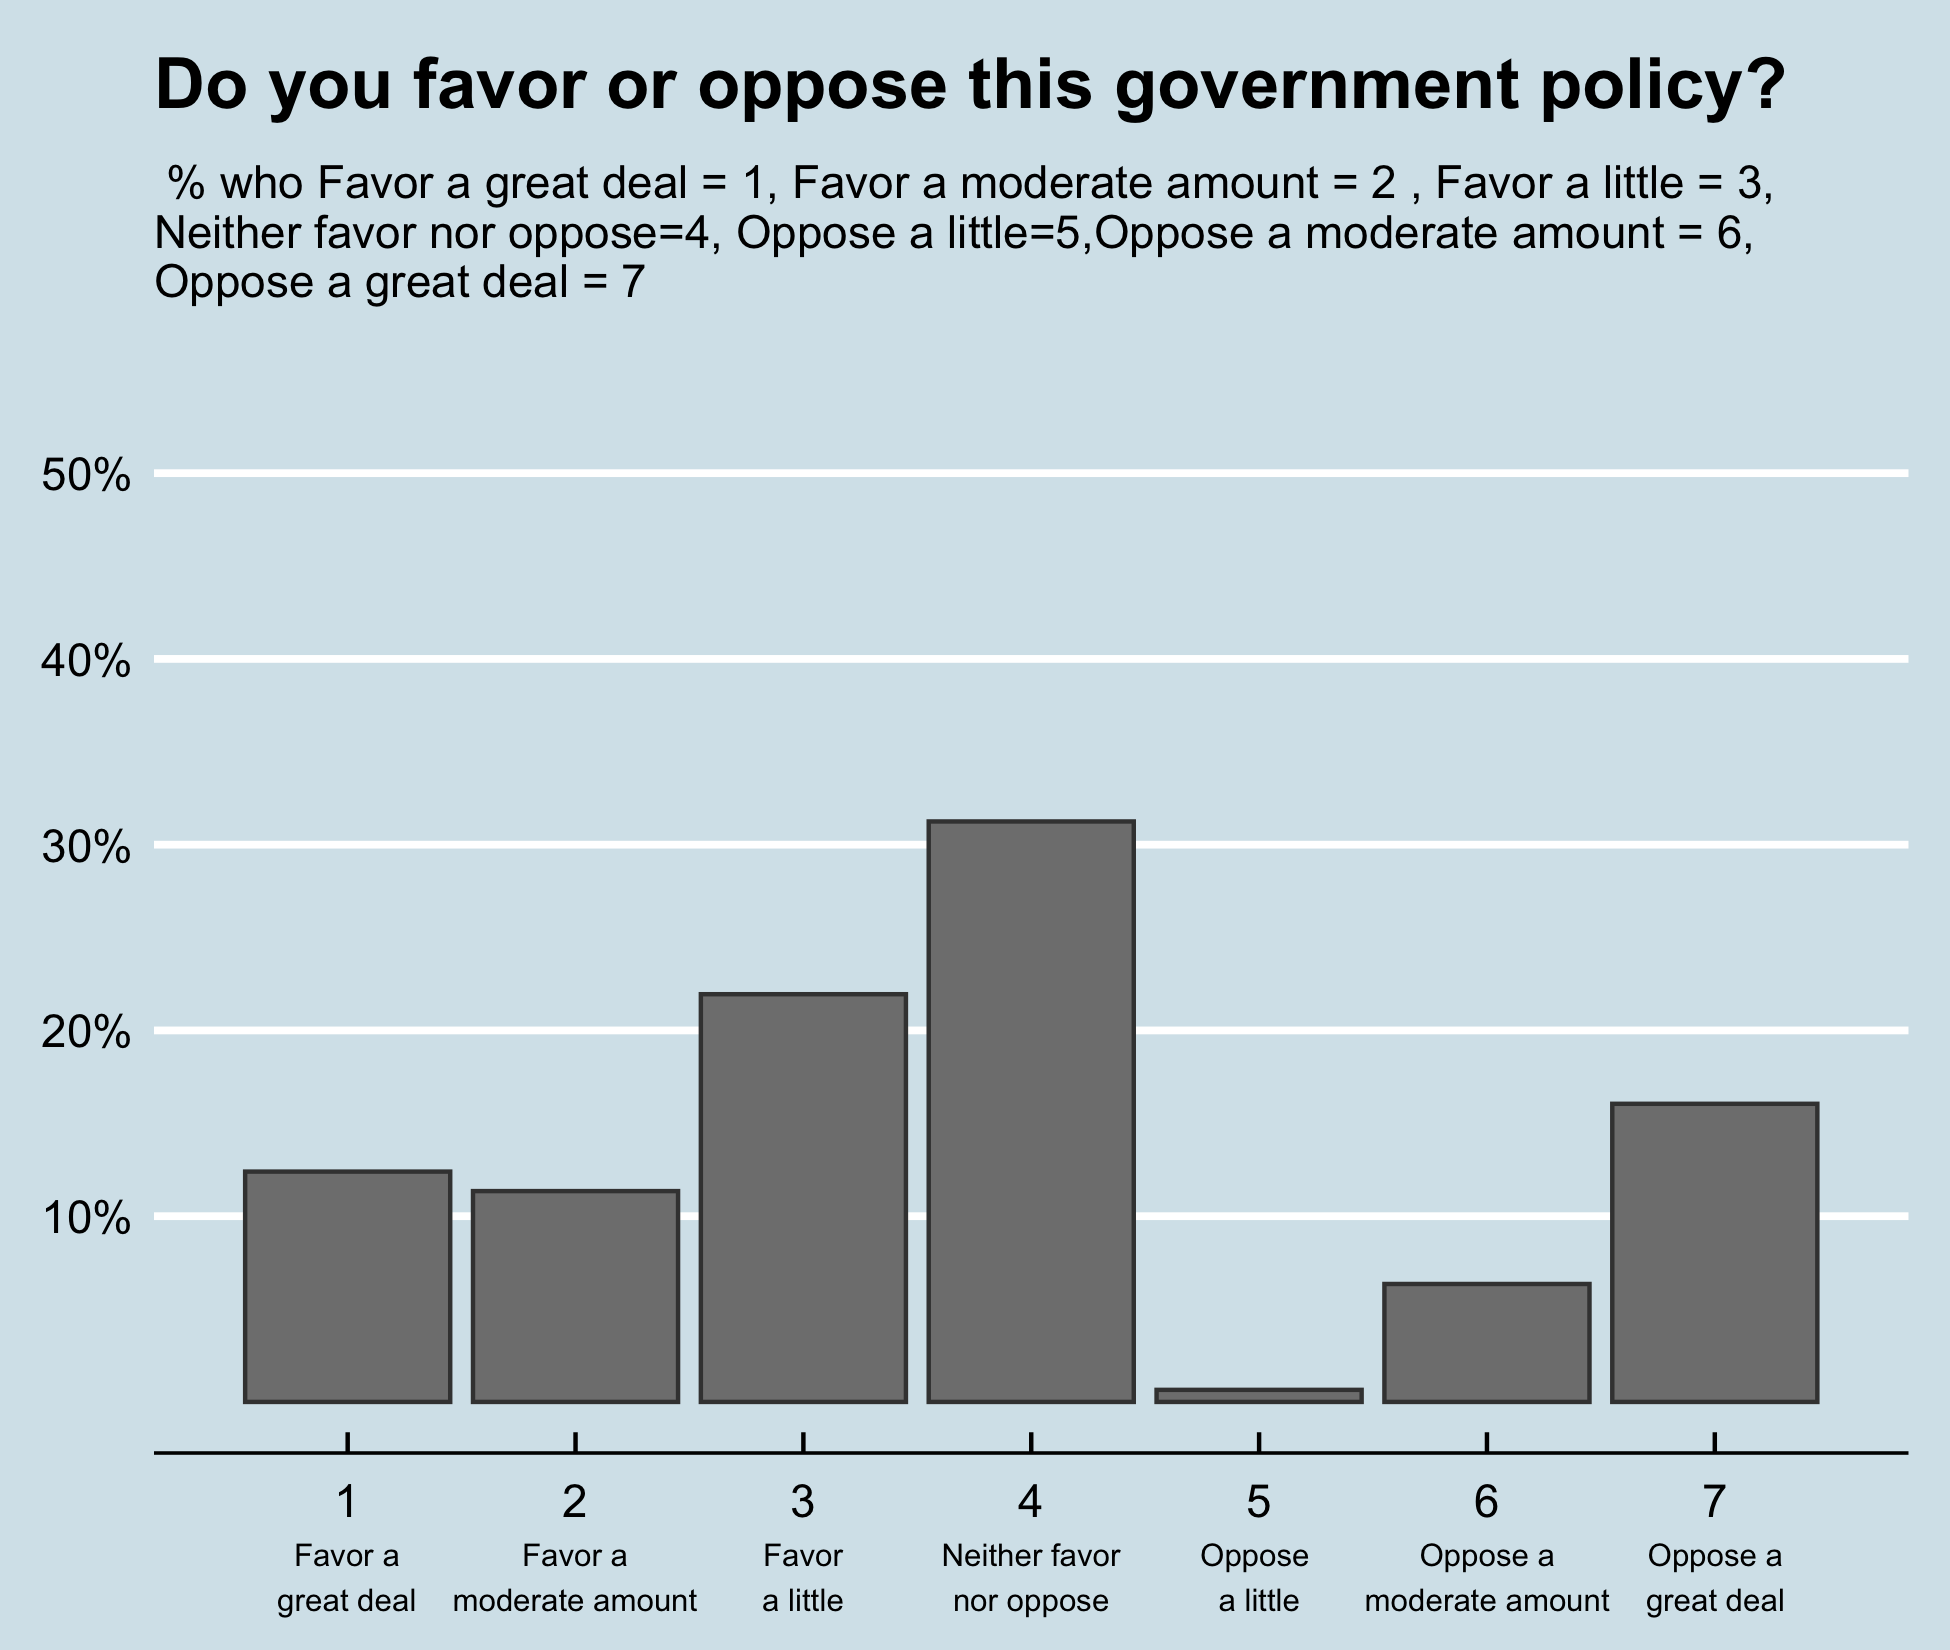 Do you favor or oppose this government policy?
% who Favor a great deal = 1, Favor a moderate amount = 2 , Favor a little = 3,
Neither favor nor oppose=4, Oppose a little=5,Oppose a moderate amount = 6,
Oppose a great deal = 7
50%
40%
30%
20%
10%
1 2 3 4 5 6 7
Favor a Favor a Favor Neither favor Oppose Oppose a Oppose a
great deal moderate amount a little nor oppose a little moderate amount great deal